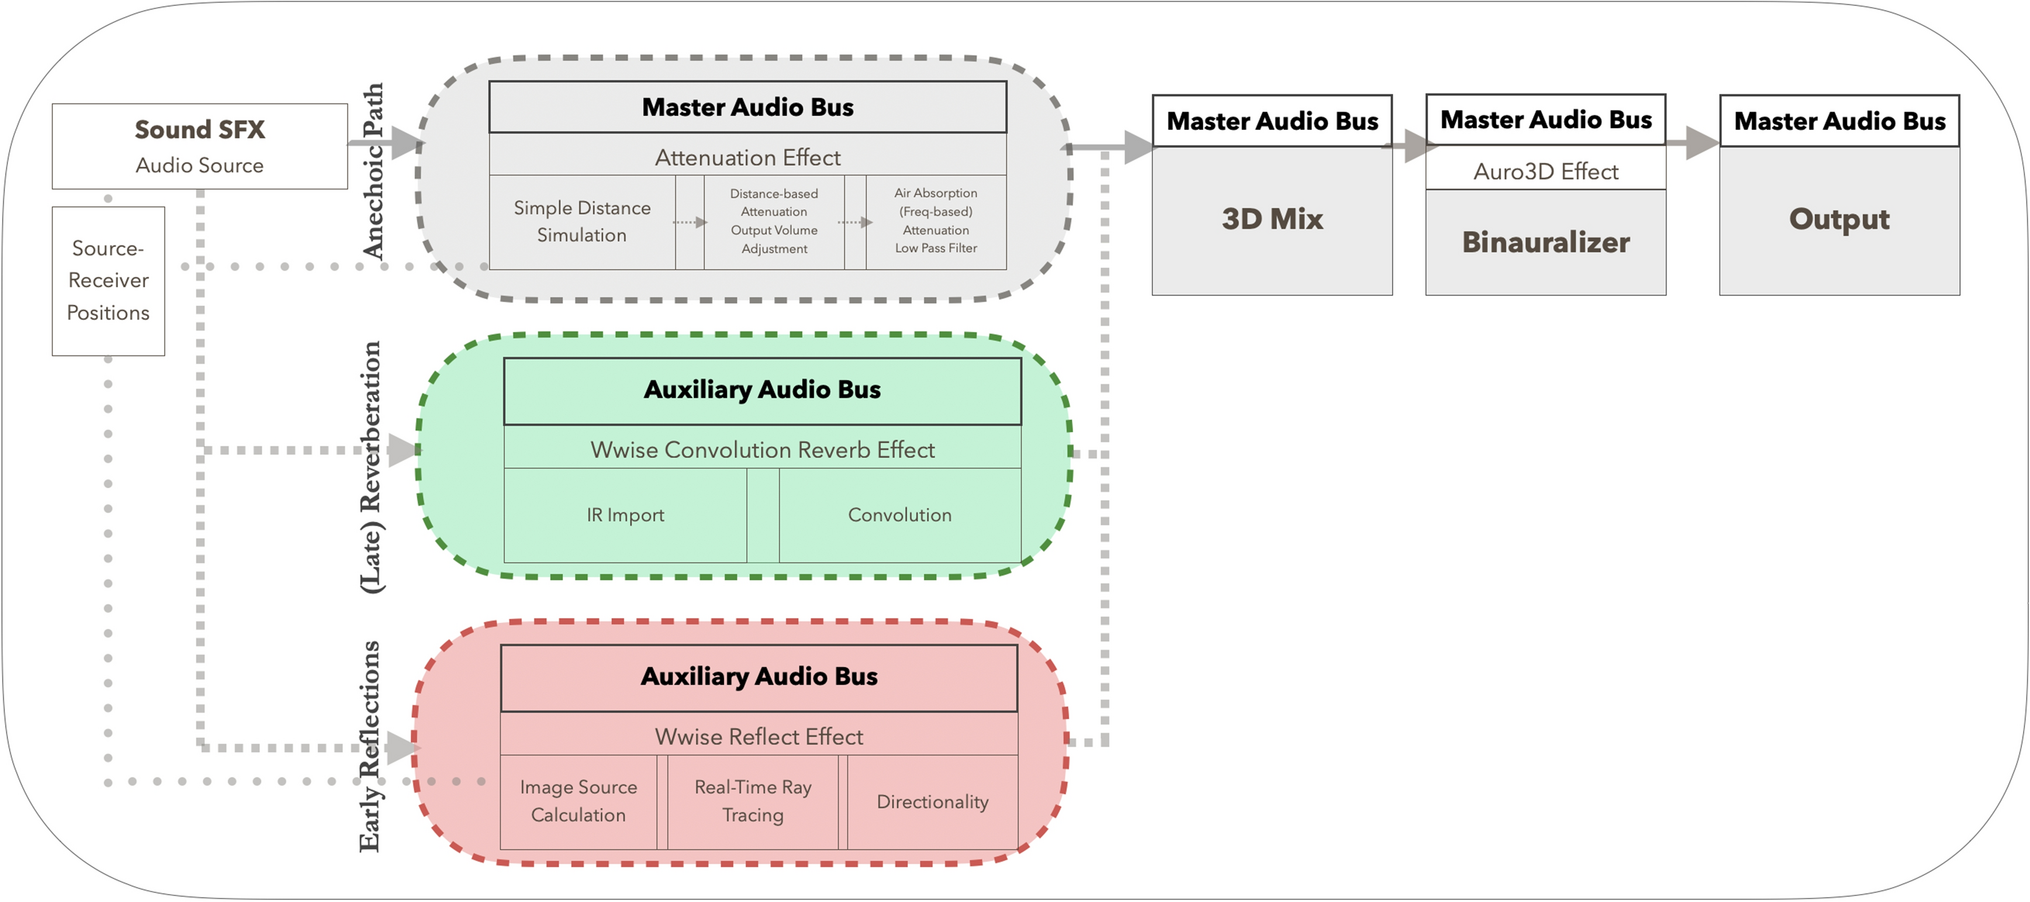 Sound SFX
Audio Source
Source-
Receiver
Positions
Anechoic Path
Master Audio Bus
Attenuation Effect
Simple Distance
Simulation
Distance-based
Attenuation
Output Volume
Adjustment
Air Absorption
(Freq-based)
Attenuation
Low Pass Filter
(Late) Reverberation
Auxiliary Audio Bus
Wwise Convolution Reverb Effect
IR Import
Convolution
Early Reflections
Auxiliary Audio Bus
Wwise Reflect Effect
Image Source
Calculation
Real-Time Ray
Tracing
Directionality
Master Audio Bus
3D Mix
Master Audio Bus
Auro3D Effect
Binauralizer
Master Audio Bus
Output